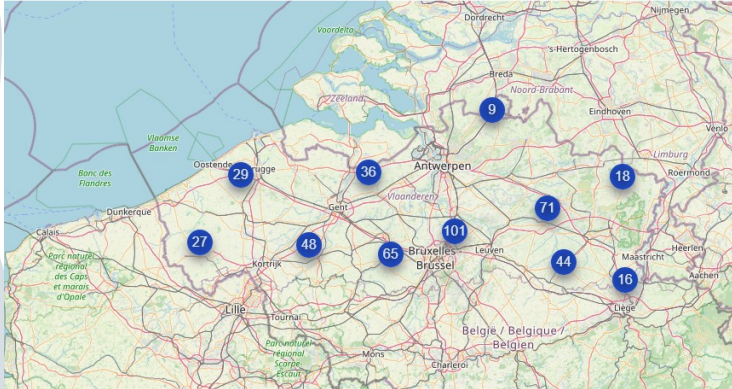 Nijmegen
Dordrecht
Voordelta
's-Hertogenbosch
Breda
Zeeland
Noord-Brabant
9
Eindhoven
Vlaamse
Banken
Venlo
Antwerpen
Limburg
Oostende
Brugge
29
36
18
Roermond
Banc des
Flandres
Vlaanderen
71
Dunkerque
Gent
101
Calais
27
48
65
Bruxelles -
Brussel
Leuven
44
Maastricht
Heerlen
Parc naturel
régional
des Caps
et marais
d'Opale
Kortrijk
16
Aachen
Lille
Tournai
Liège
België / Belgique /
Belgien
Parc naturel
régional
Scarpe-
Escaut
Mons
Charleroi